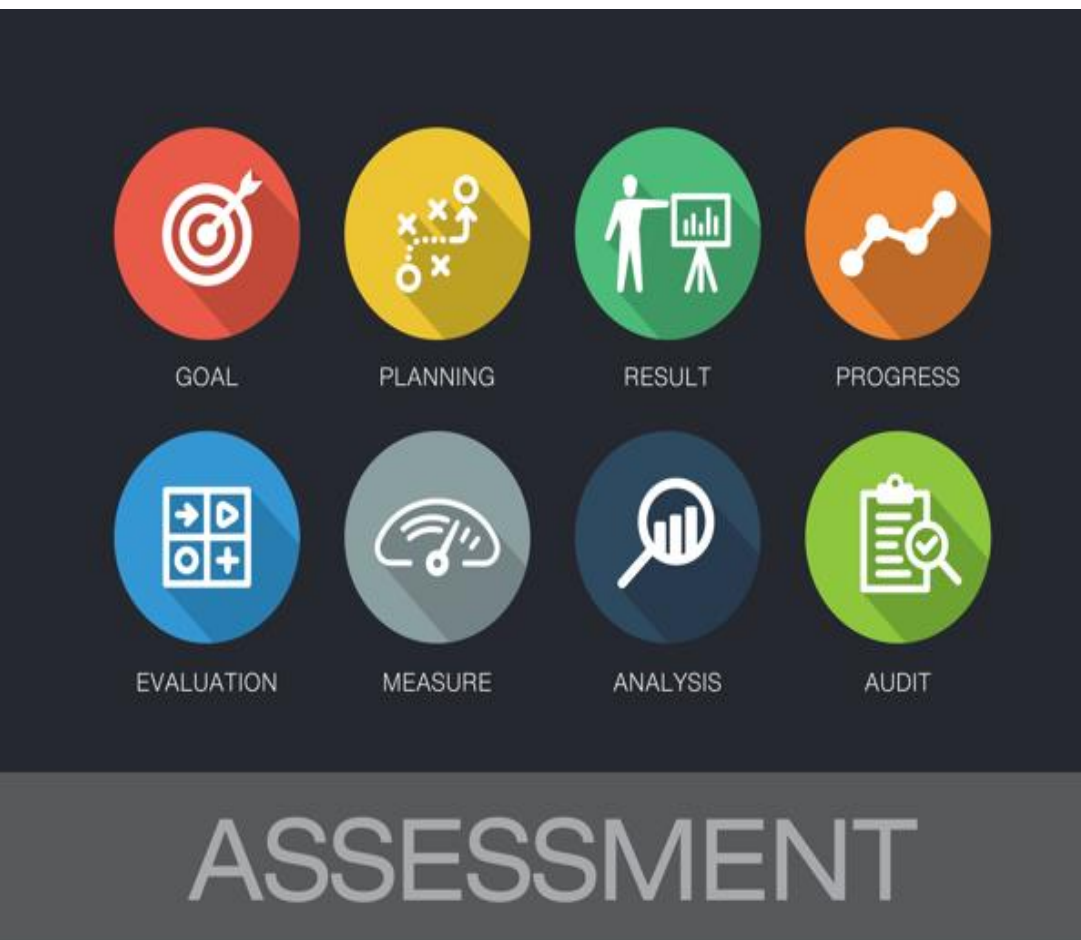 GOAL PLANNING RESULT PROGRESS
EVALUATION MEASURE ANALYSIS AUDIT
ASSESSMENT